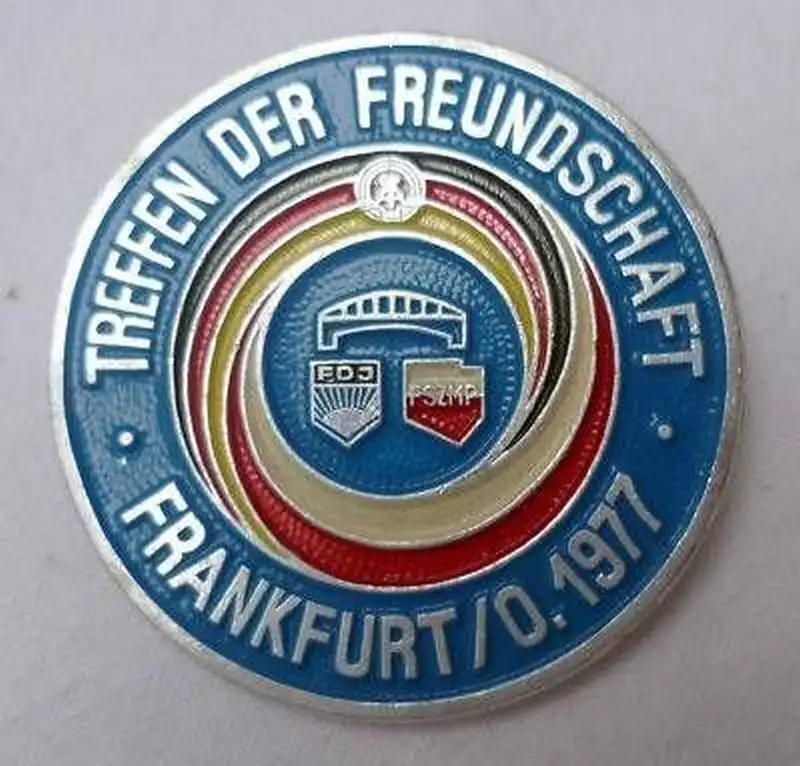 TREFFEN DER FREUNDSCHAFT
FDJ
FSZMP
FRANKFURT/O. 1977